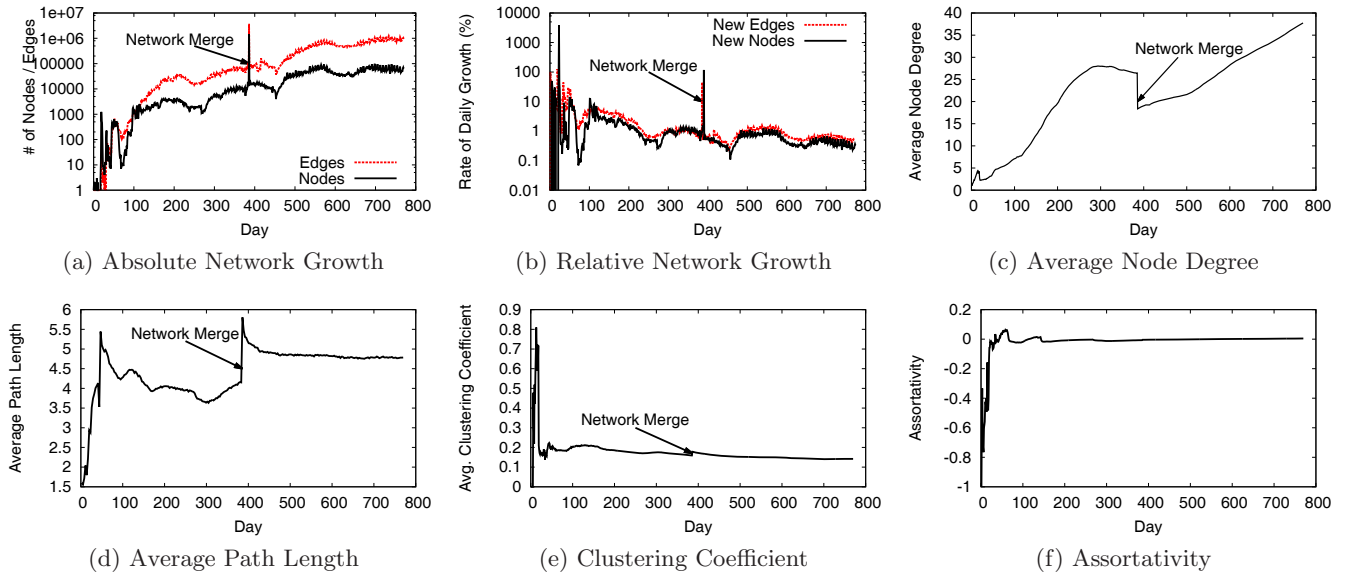 # of Nodes / Edges
1e+06
100000
10000
1000
100
10
1
0 100 200 300 400 500 600 700 800
Day
Network Merge
Edges
Nodes
(a) Absolute Network Growth
Rate of Daily Growth (%)
10000
1000
100
10
1
0.1
0.01
0 100 200 300 400 500 600 700 800
Day
New Edges
New Nodes
Network Merge
(b) Relative Network Growth
Average Node Degree
40
35
30
25
20
15
10
5
0
0 100 200 300 400 500 600 700 800
Day
Network Merge
(c) Average Node Degree
Average Path Length
6
5.5
5
4.5
4
3.5
3
2.5
2
1.5
0 100 200 300 400 500 600 700 800
Day
Network Merge
(d) Average Path Length
Avg. Clustering Coefficient
0.9
0.8
0.7
0.6
0.5
0.4
0.3
0.2
0.1
0
0 100 200 300 400 500 600 700 800
Day
Network Merge
(e) Clustering Coefficient
Assortativity
0.2
0
-0.2
-0.4
-0.6
-0.8
-1
0 100 200 300 400 500 600 700 800
Day
(f) Assortativity